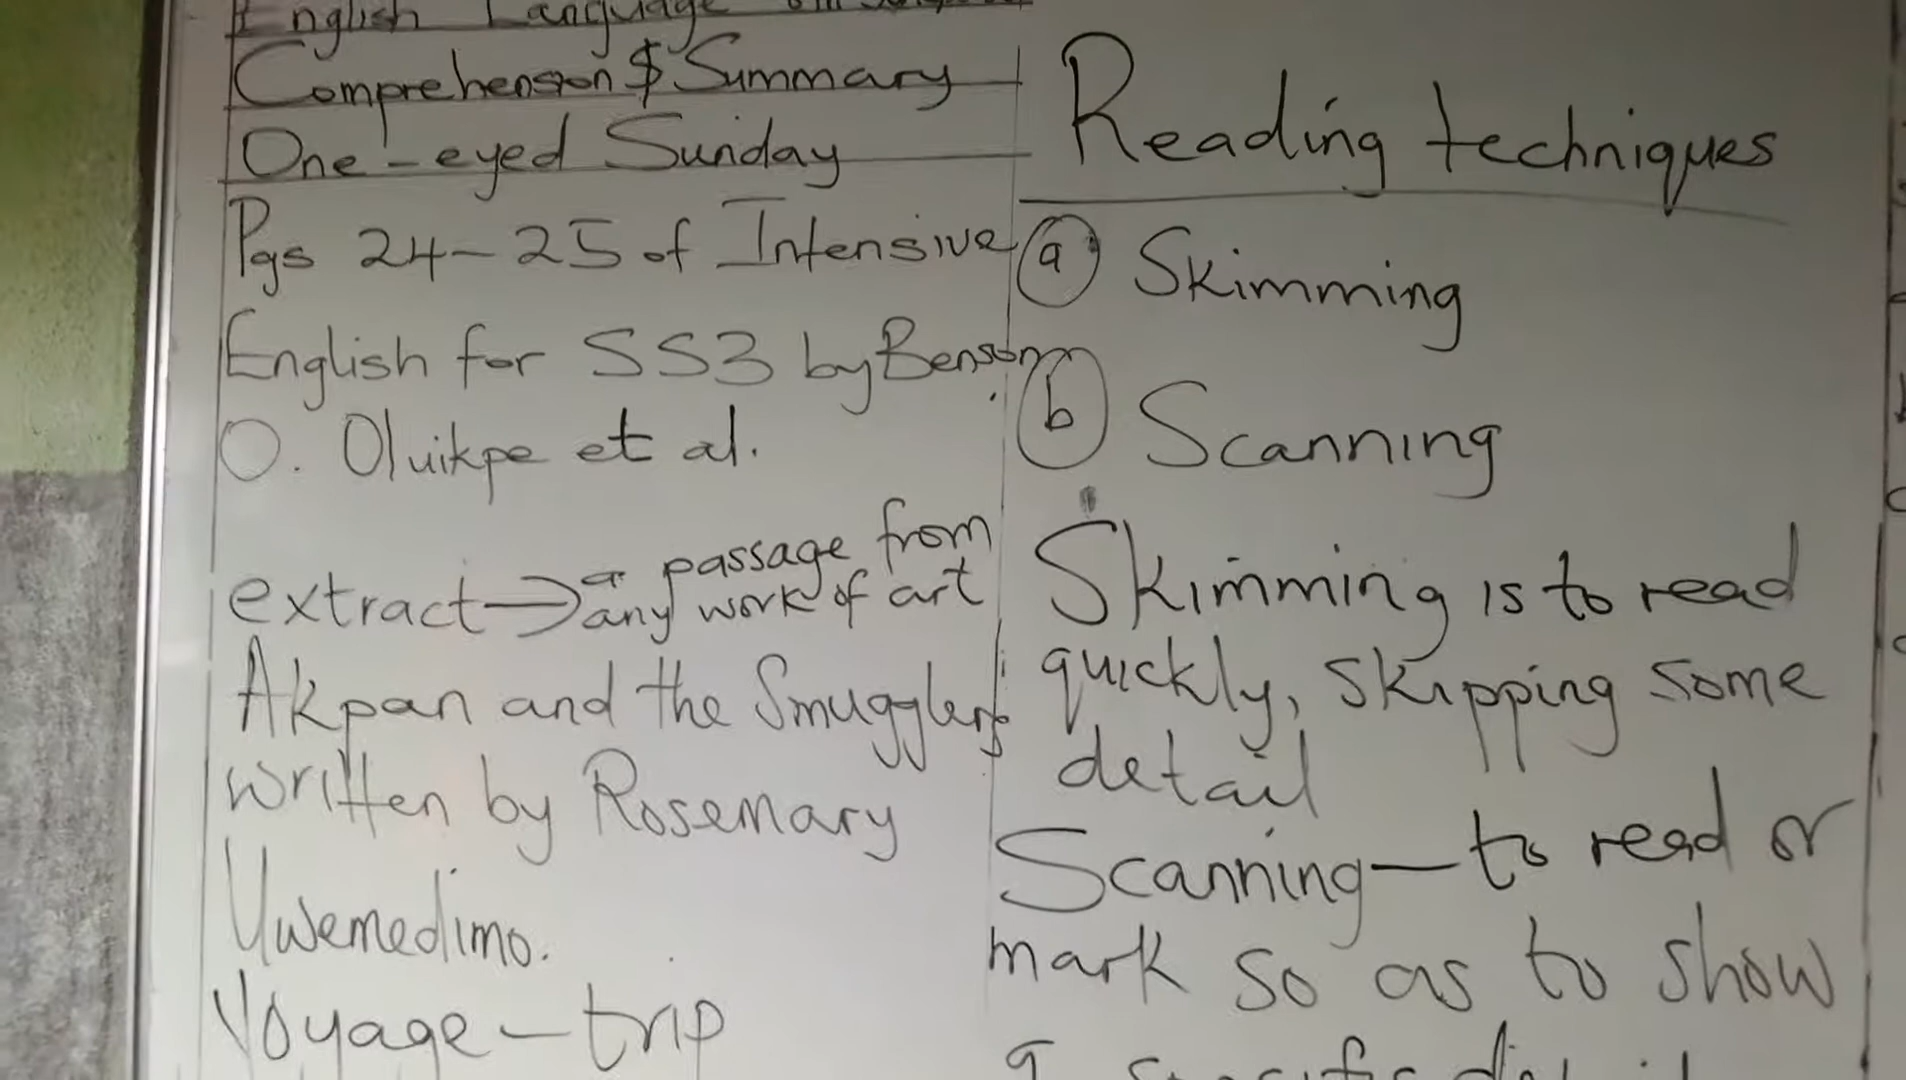 English Language
Comprehension $ Summary
One-eyed Sunday
Pgs 24-25 of Intensive
English for SS3 by Benson
O. Oluikpe et al.
extract → a passage from
any work of art
Akpan and the Smugglers
written by Rosemary
Uwemedimo.
Voyage - trip
Reading techniques
a Skimming
b Scanning
Skimming is to read
quickly, skipping some
detail
Scanning - to read or
mark so as to show